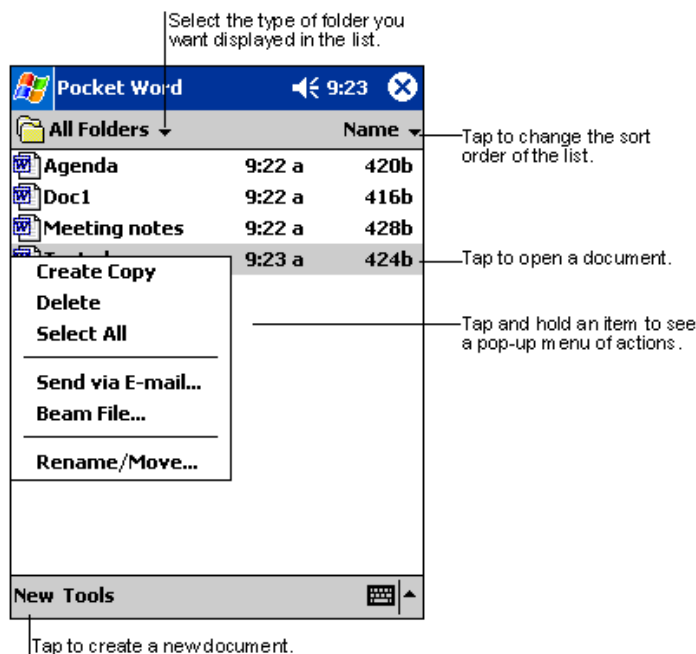 Select the type of folder you
want displayed in the list.
Pocket Word 9:23
All Folders Name
Tap to change the sort
order of the list.
Agenda 9:22 a 420b
Doc1 9:22 a 416b
Meeting notes 9:22 a 428b
9:23 a 424b
Tap to open a document.
Create Copy
Delete
Select All
Tap and hold an item to see
a pop-up menu of actions.
Send via E-mail...
Beam File...
Rename/Move...
New Tools
Tap to create a new document.